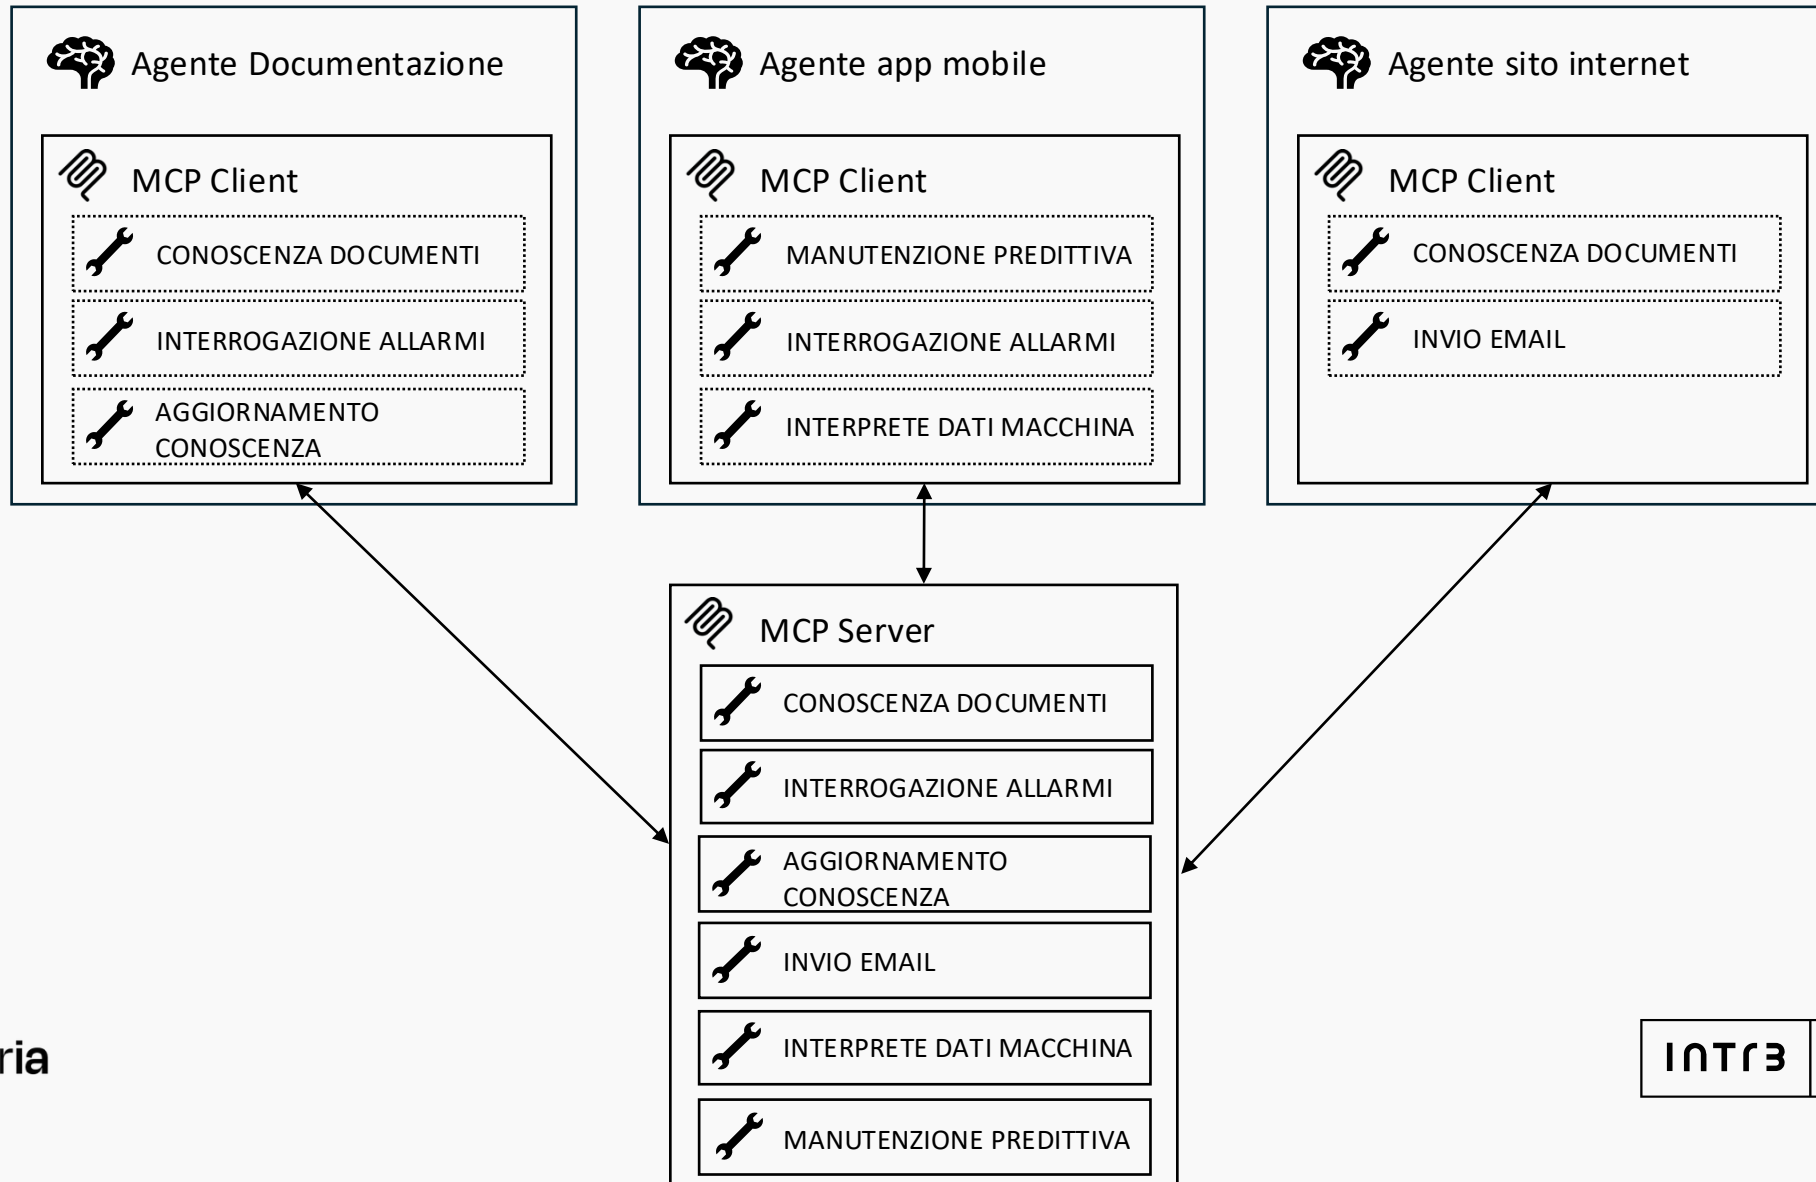 Agente Documentazione
MCP Client
CONOSCENZA DOCUMENTI
INTERROGAZIONE ALLARMI
AGGIORNAMENTO
CONOSCENZA
Agente app mobile
MCP Client
MANUTENZIONE PREDITTIVA
INTERROGAZIONE ALLARMI
INTERPRETE DATI MACCHINA
Agente sito internet
MCP Client
CONOSCENZA DOCUMENTI
INVIO EMAIL
MCP Server
CONOSCENZA DOCUMENTI
INTERROGAZIONE ALLARMI
AGGIORNAMENTO
CONOSCENZA
INVIO EMAIL
INTERPRETE DATI MACCHINA
MANUTENZIONE PREDITTIVA
ria